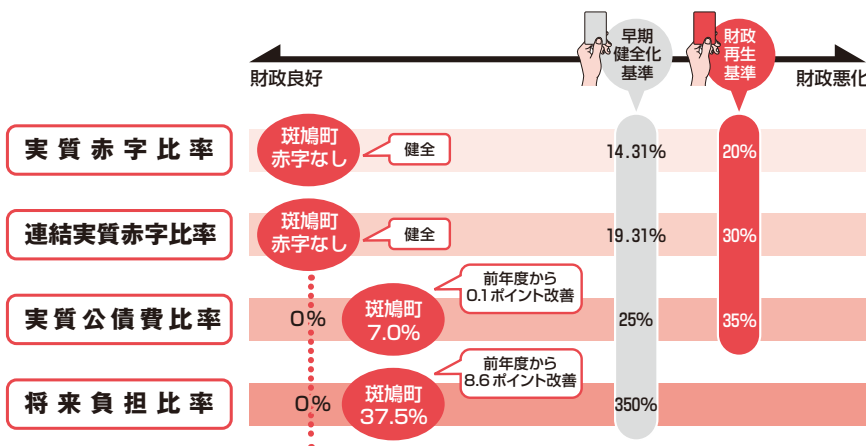 早期
健全化
基準
財政
再生
基準
財政良好
財政悪化
実質赤字比率
斑鳩町
赤字なし
健全
14.31%
20%
連結実質赤字比率
斑鳩町
赤字なし
健全
19.31%
30%
実質公債費比率
0%
斑鳩町
7.0%
前年度から
0.1ポイント改善
25%
35%
将来負担比率
0%
斑鳩町
37.5%
前年度から
8.6ポイント改善
350%